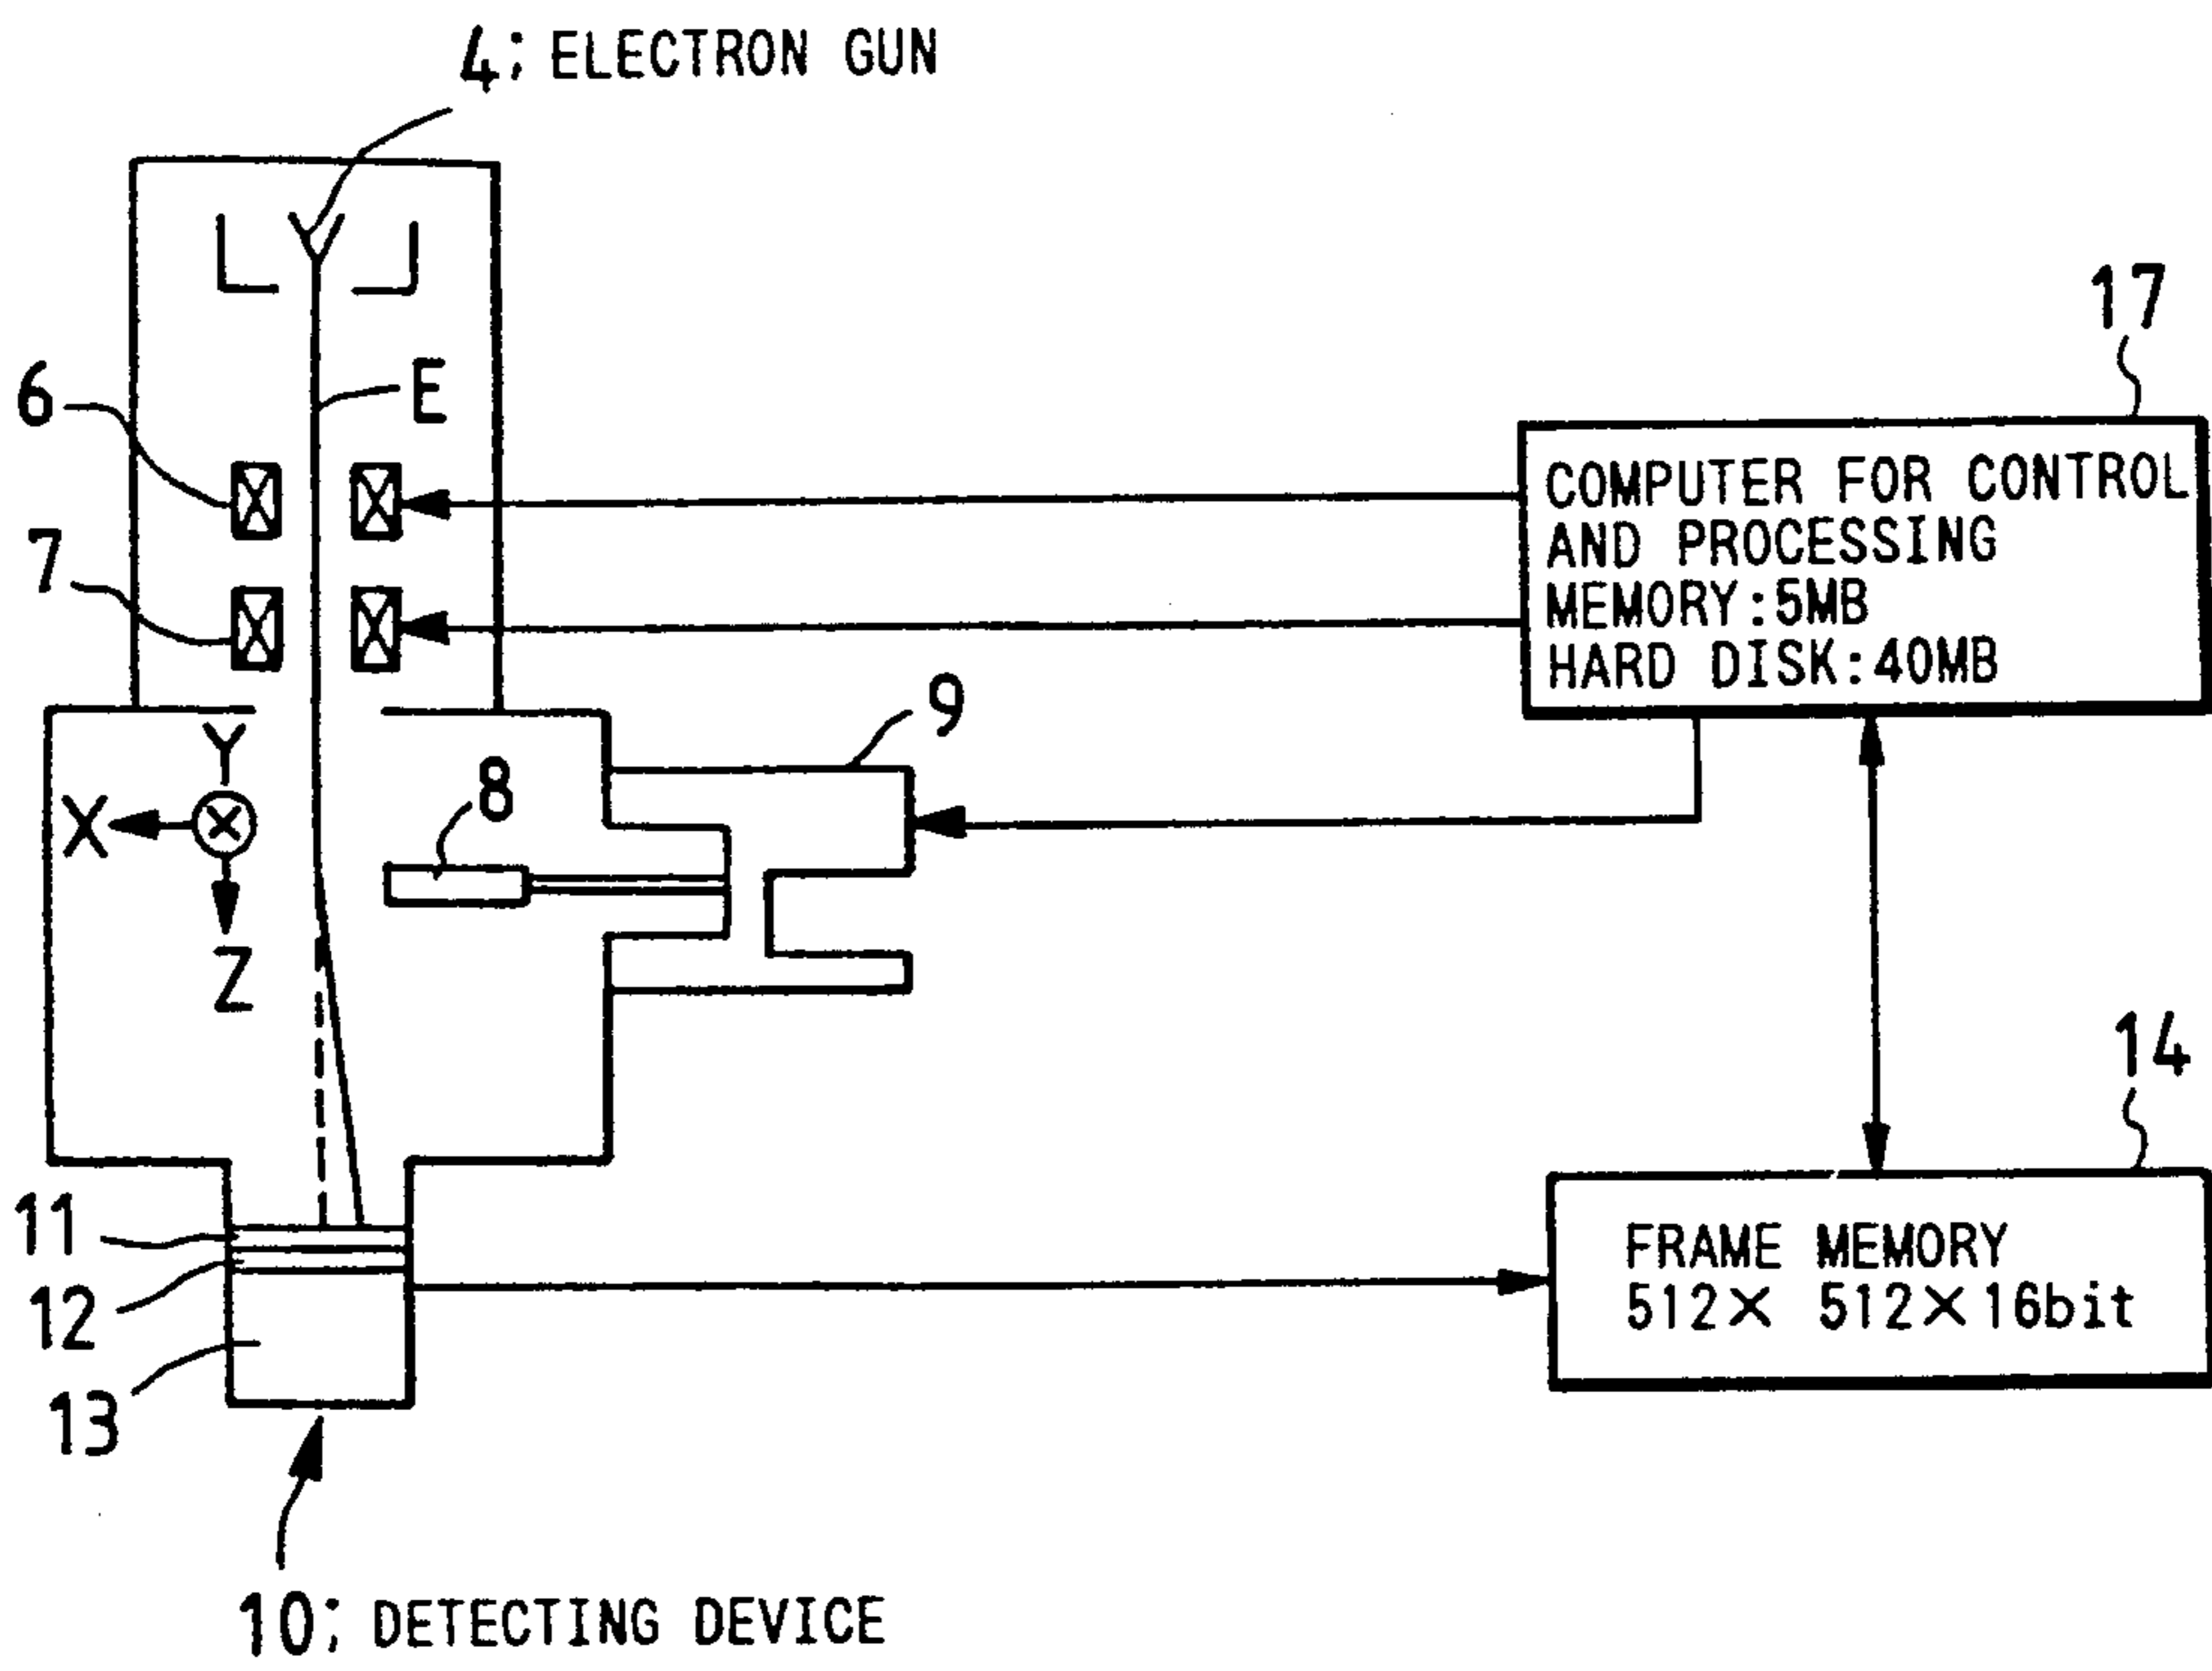 4; ELECTRON GUN
17
6
E
COMPUTER FOR CONTROL
AND PROCESSING
MEMORY:5MB
HARD DISK:40MB
7
9
Y
8
X
Z
14
11
FRAME MEMORY
512× 512×16bit
12
13
10; DETECTING DEVICE